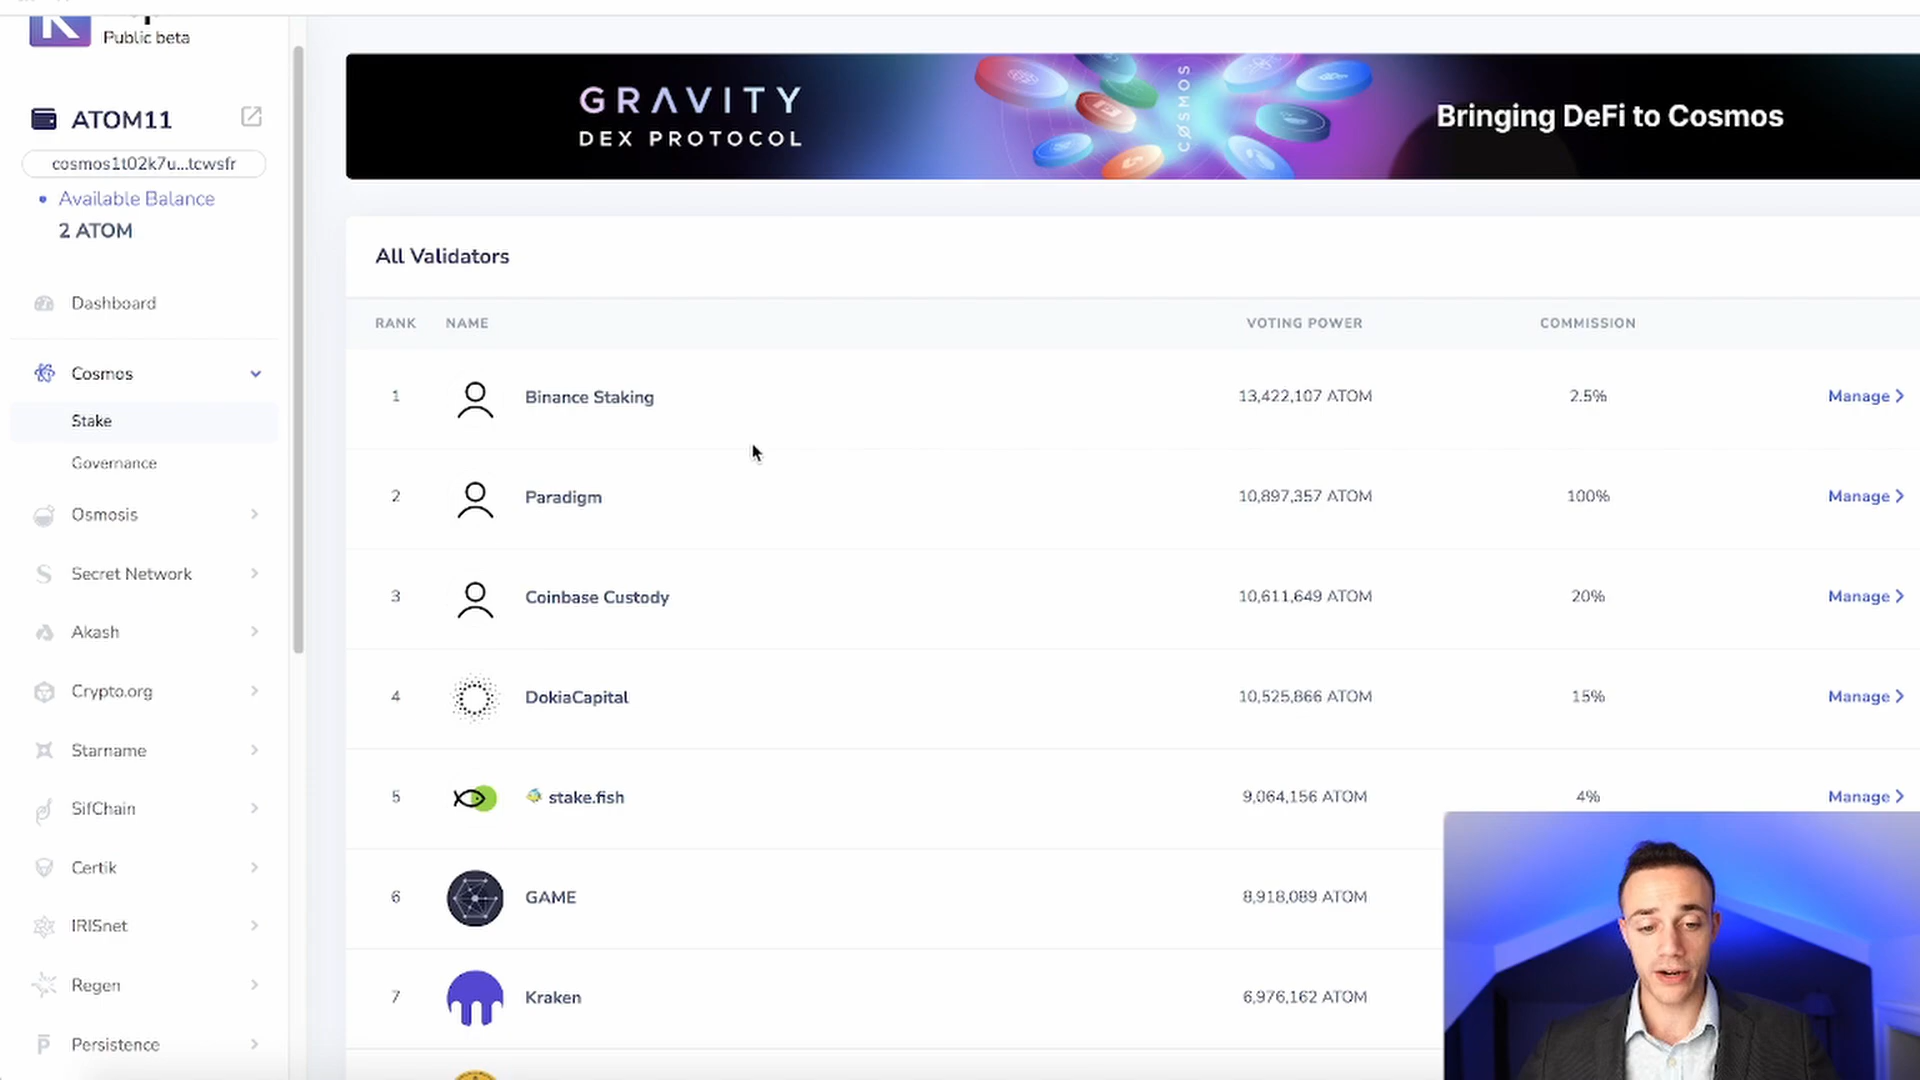 Public beta
ATOM11
cosmos1t02k7u...tcwsfr
Available Balance
2 ATOM
Dashboard
Cosmos
Stake
Governance
Osmosis
Secret Network
Akash
Crypto.org
Starname
SifChain
Certik
IRISnet
Regen
Persistence
GRAVITY
DEX PROTOCOL
COSMOS
Bringing DeFi to Cosmos
All Validators
RANK NAME VOTING POWER COMMISSION
1 Binance Staking 13,422,107 ATOM 2.5% Manage
2 Paradigm 10,897,357 ATOM 100% Manage
3 Coinbase Custody 10,611,649 ATOM 20% Manage
4 DokiaCapital 10,525,866 ATOM 15% Manage
5 stake.fish 9,064,156 ATOM 4% Manage
6 GAME 8,918,089 ATOM
7 Kraken 6,976,162 ATOM